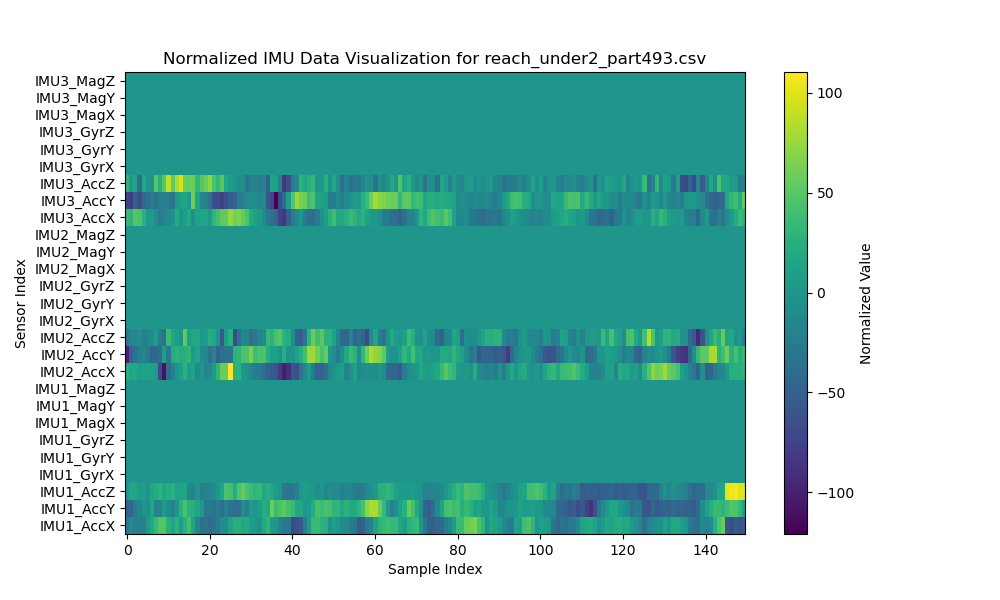 Normalized IMU Data Visualization for reach_under2_part493.csv
IMU3_MagZ
IMU3_MagY
IMU3_MagX
IMU3_GyrZ
IMU3_GyrY
IMU3_GyrX
IMU3_AccZ
IMU3_AccY
IMU3_AccX
IMU2_MagZ
IMU2_MagY
IMU2_MagX
IMU2_GyrZ
IMU2_GyrY
IMU2_GyrX
IMU2_AccZ
IMU2_AccY
IMU2_AccX
IMU1_MagZ
IMU1_MagY
IMU1_MagX
IMU1_GyrZ
IMU1_GyrY
IMU1_GyrX
IMU1_AccZ
IMU1_AccY
IMU1_AccX
Sensor Index
0 20 40 60 80 100 120 140
Sample Index
100
50
0
−50
−100
Normalized Value